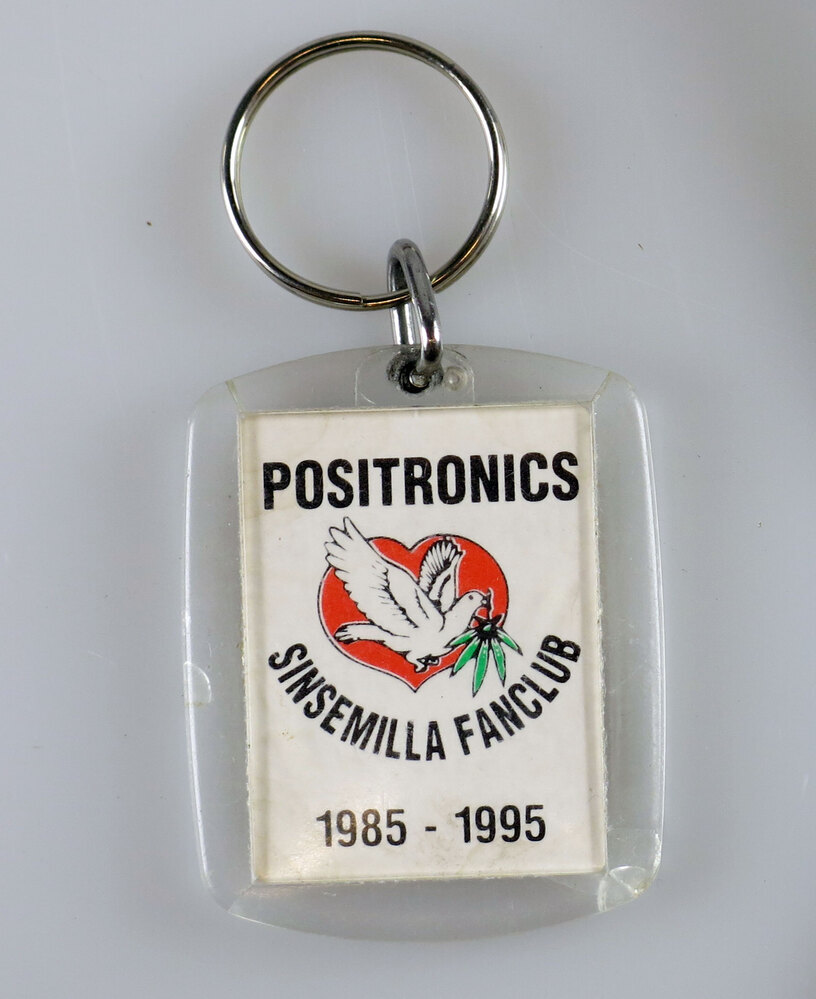 POSITRONICS
SINSEMILLA FANCLUB
1985 - 1995